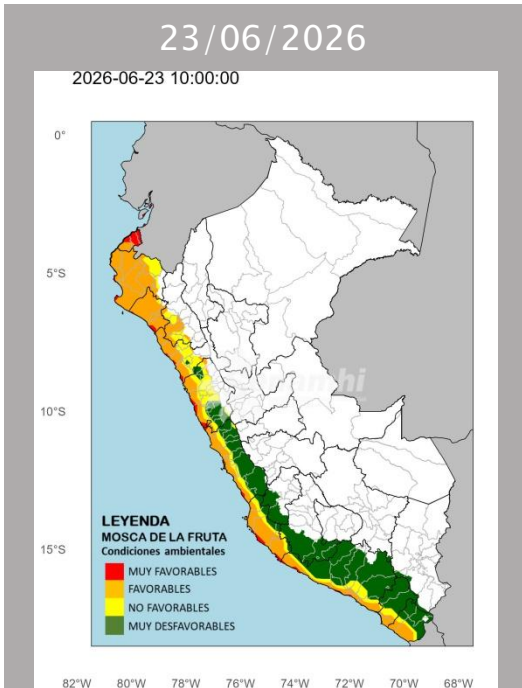 23/06/2026
2026-06-23 10:00:00
0°
5°S
10°S
15°S
LEYENDA
MOSCA DE LA FRUTA
Condiciones ambientales
MUY FAVORABLES
FAVORABLES
NO FAVORABLES
MUY DESFAVORABLES
82°W 80°W 78°W 76°W 74°W 72°W 70°W 68°W